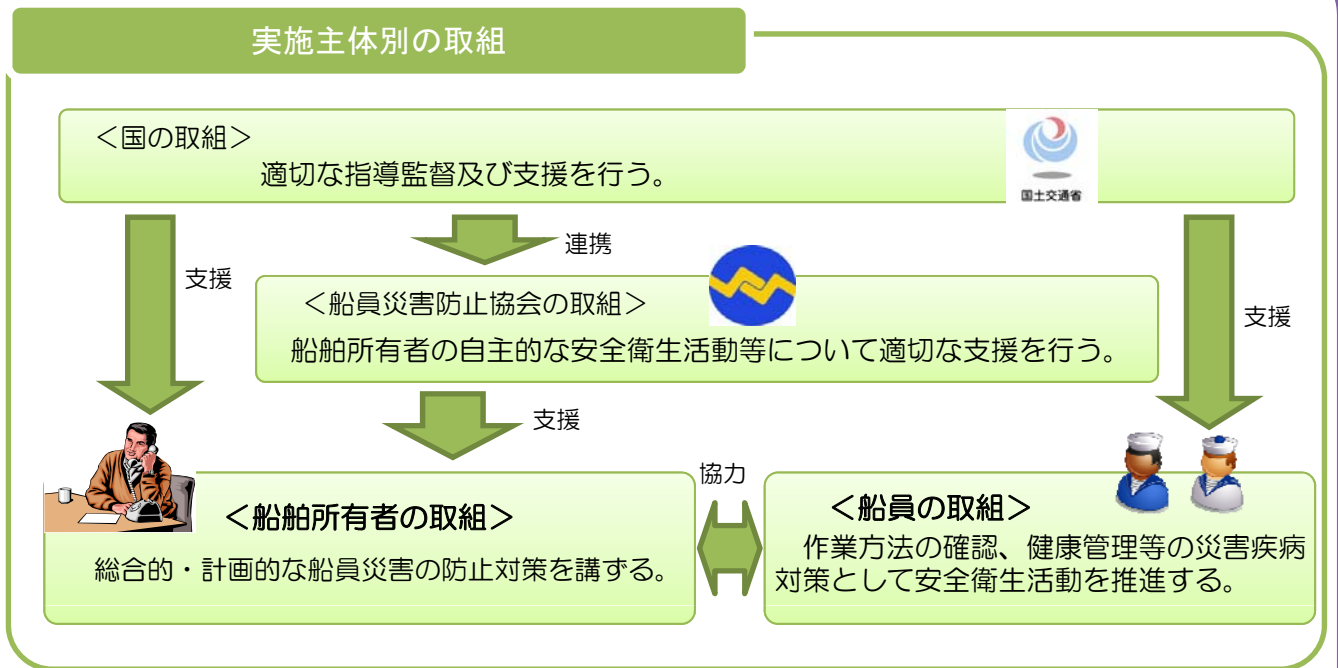 実施主体別の取組
＜国の取組＞
適切な指導監督及び支援を行う。
国土交通省
支援
連携
支援
＜船員災害防止協会の取組＞
船舶所有者の自主的な安全衛生活動等について適切な支援を行う。
支援
協力
＜船舶所有者の取組＞
総合的・計画的な船員災害の防止対策を講ずる。
＜船員の取組＞
作業方法の確認、健康管理等の災害疾病
対策として安全衛生活動を推進する。